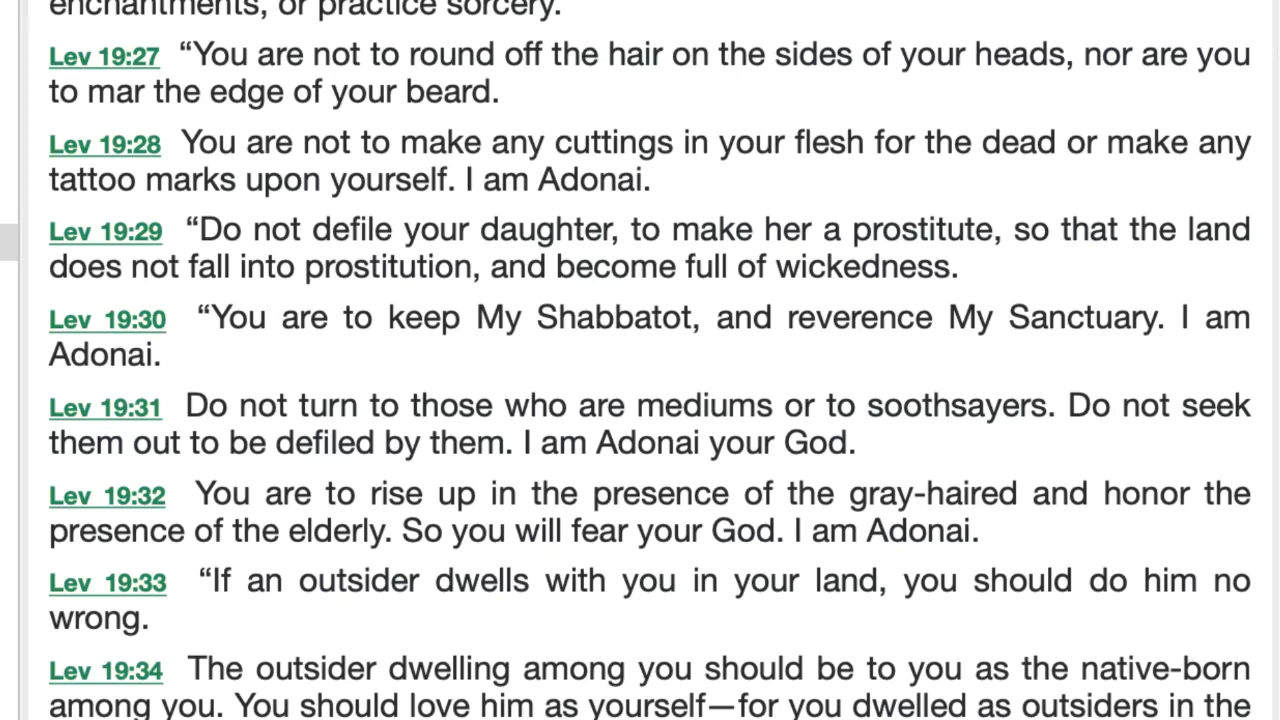 enchantments, or practice sorcery.
Lev 19:27 “You are not to round off the hair on the sides of your heads, nor are you
to mar the edge of your beard.
Lev 19:28 You are not to make any cuttings in your flesh for the dead or make any
tattoo marks upon yourself. I am Adonai.
Lev 19:29 “Do not defile your daughter, to make her a prostitute, so that the land
does not fall into prostitution, and become full of wickedness.
Lev 19:30 “You are to keep My Shabbatot, and reverence My Sanctuary. I am
Adonai.
Lev 19:31 Do not turn to those who are mediums or to soothsayers. Do not seek
them out to be defiled by them. I am Adonai your God.
Lev 19:32 You are to rise up in the presence of the gray-haired and honor the
presence of the elderly. So you will fear your God. I am Adonai.
Lev 19:33 “If an outsider dwells with you in your land, you should do him no
wrong.
Lev 19:34 The outsider dwelling among you should be to you as the native-born
among you. You should love him as yourself—for you dwelled as outsiders in the